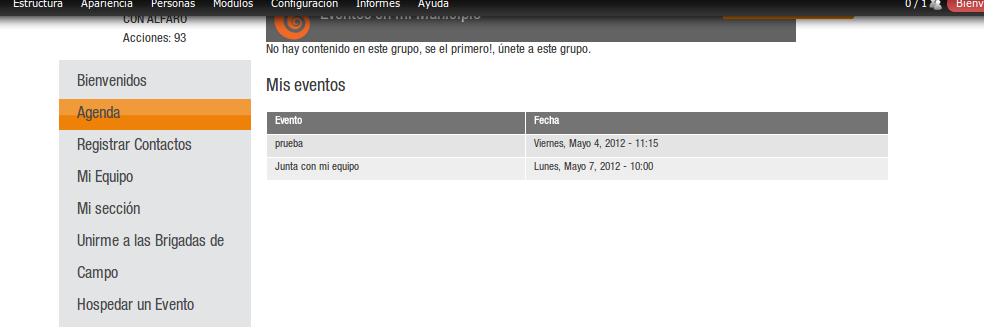 Estructura Apariencia Personas Módulos Configuración Informes Ayuda 0 / 1 Bienv
CON ALFARO
Acciones: 93
Eventos en mi Municipio
No hay contenido en este grupo, se el primero!, únete a este grupo.
Bienvenidos
Agenda
Registrar Contactos
Mi Equipo
Mi sección
Unirme a las Brigadas de
Campo
Hospedar un Evento
Mis eventos
Evento Fecha
prueba Viernes, Mayo 4, 2012 - 11:15
Junta con mi equipo Lunes, Mayo 7, 2012 - 10:00